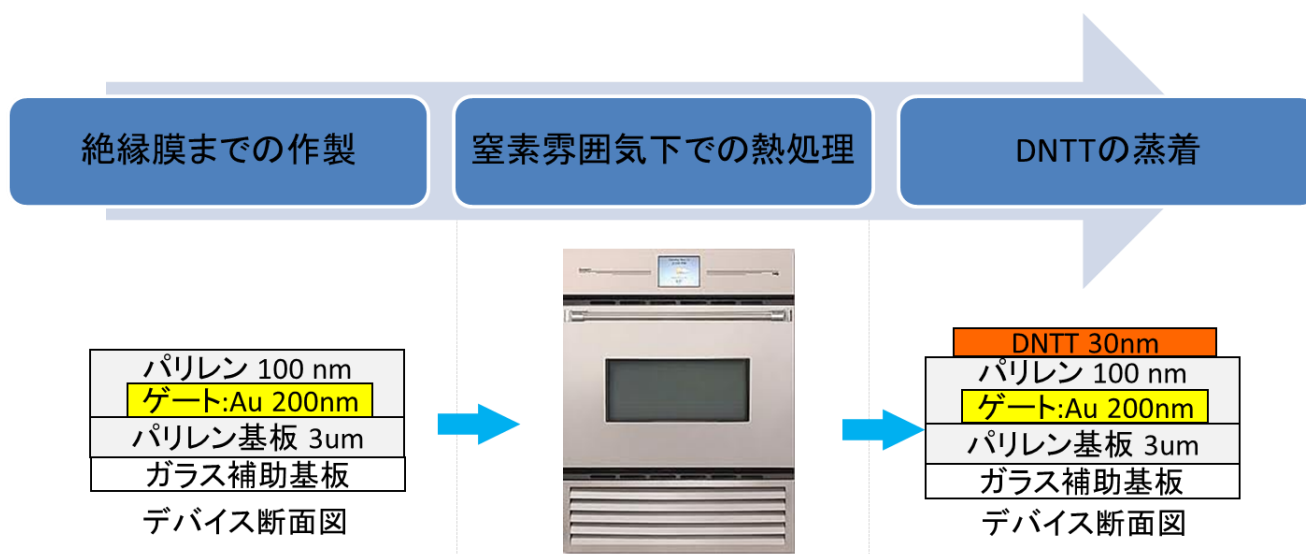 絶縁膜までの作製
窒素雰囲気下での熱処理
DNTTの蒸着
パリレン 100 nm
ゲート:Au 200nm
パリレン基板 3um
ガラス補助基板
デバイス断面図
DNTT 30nm
パリレン 100 nm
ゲート:Au 200nm
パリレン基板 3um
ガラス補助基板
デバイス断面図